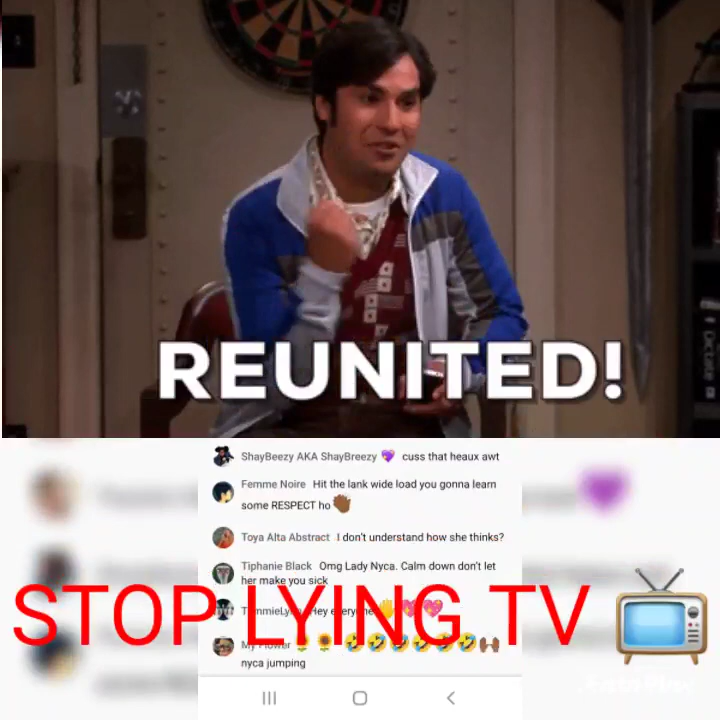 REUNITED!
ShayBeezy AKA ShayBreezy 💜 cuss that heaux awt
Femme Noire Hit the lank wide load you gonna learn
some RESPECT ho 👋🏾
Toya Alta Abstract I don't understand how she thinks?
Tiphanie Black Omg Lady Nyca. Calm down don't let
her make you sick
Hey everyone 🖐 💖 💖
STOP LYING TV 📺
My Flower 🌻 🌻 🤣🤣🤣🤣🤣🤣🙌🏾
nyca jumping